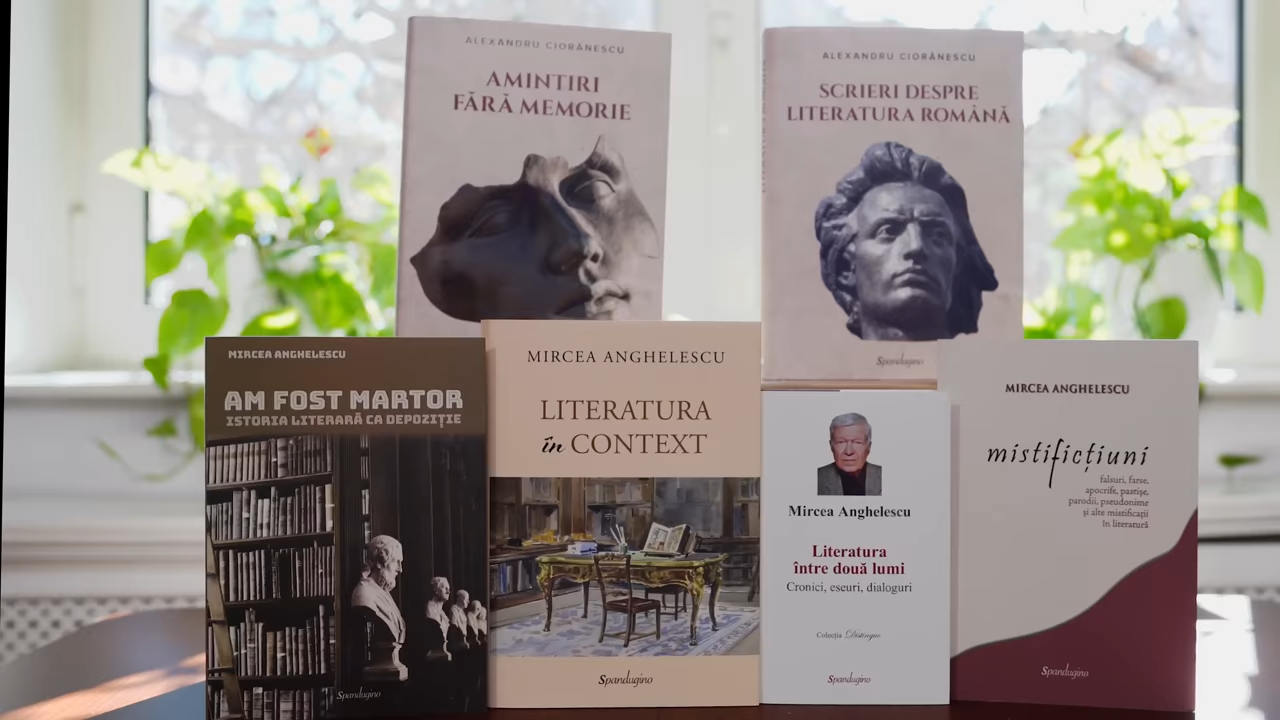 ALEXANDRU CIORĂNESCU
AMINTIRI
FĂRĂ MEMORIE
ALEXANDRU CIORĂNESCU
SCRIERI DESPRE
LITERATURA ROMÂNĂ
Spandugino
MIRCEA ANGHELESCU
AM FOST MARTOR
ISTORIA LITERARĂ CA DEPOZIȚIE
Spandugino
MIRCEA ANGHELESCU
LITERATURA
în CONTEXT
Spandugino
Mircea Anghelescu
Literatura
între două lumi
Cronici, eseuri, dialoguri
Colecția Distinguo
Spandugino
MIRCEA ANGHELESCU
mistificțiuni
falsuri, farse,
apocrife, pastișe,
parodii, pseudonime
și alte mistificații
în literatură
Spandugino